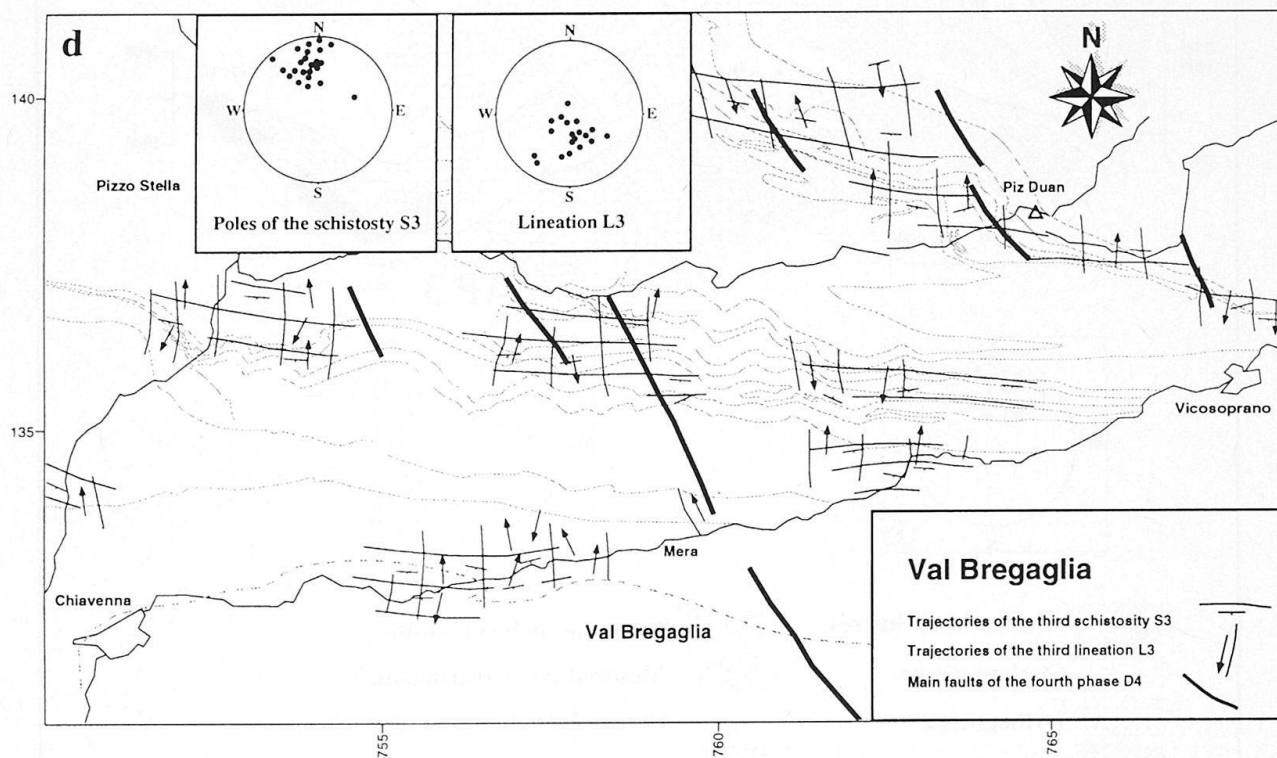 d
N
W
E
S
Poles of the schistosty S3
N
W
E
S
Lineation L3
N
140
Pizzo Stella
Piz Duan
135
Vicosoprano
Mera
Chiavenna
Val Bregaglia
Val Bregaglia
Trajectories of the third schistosity S3
Trajectories of the third lineation L3
Main faults of the fourth phase D4
755
760
765